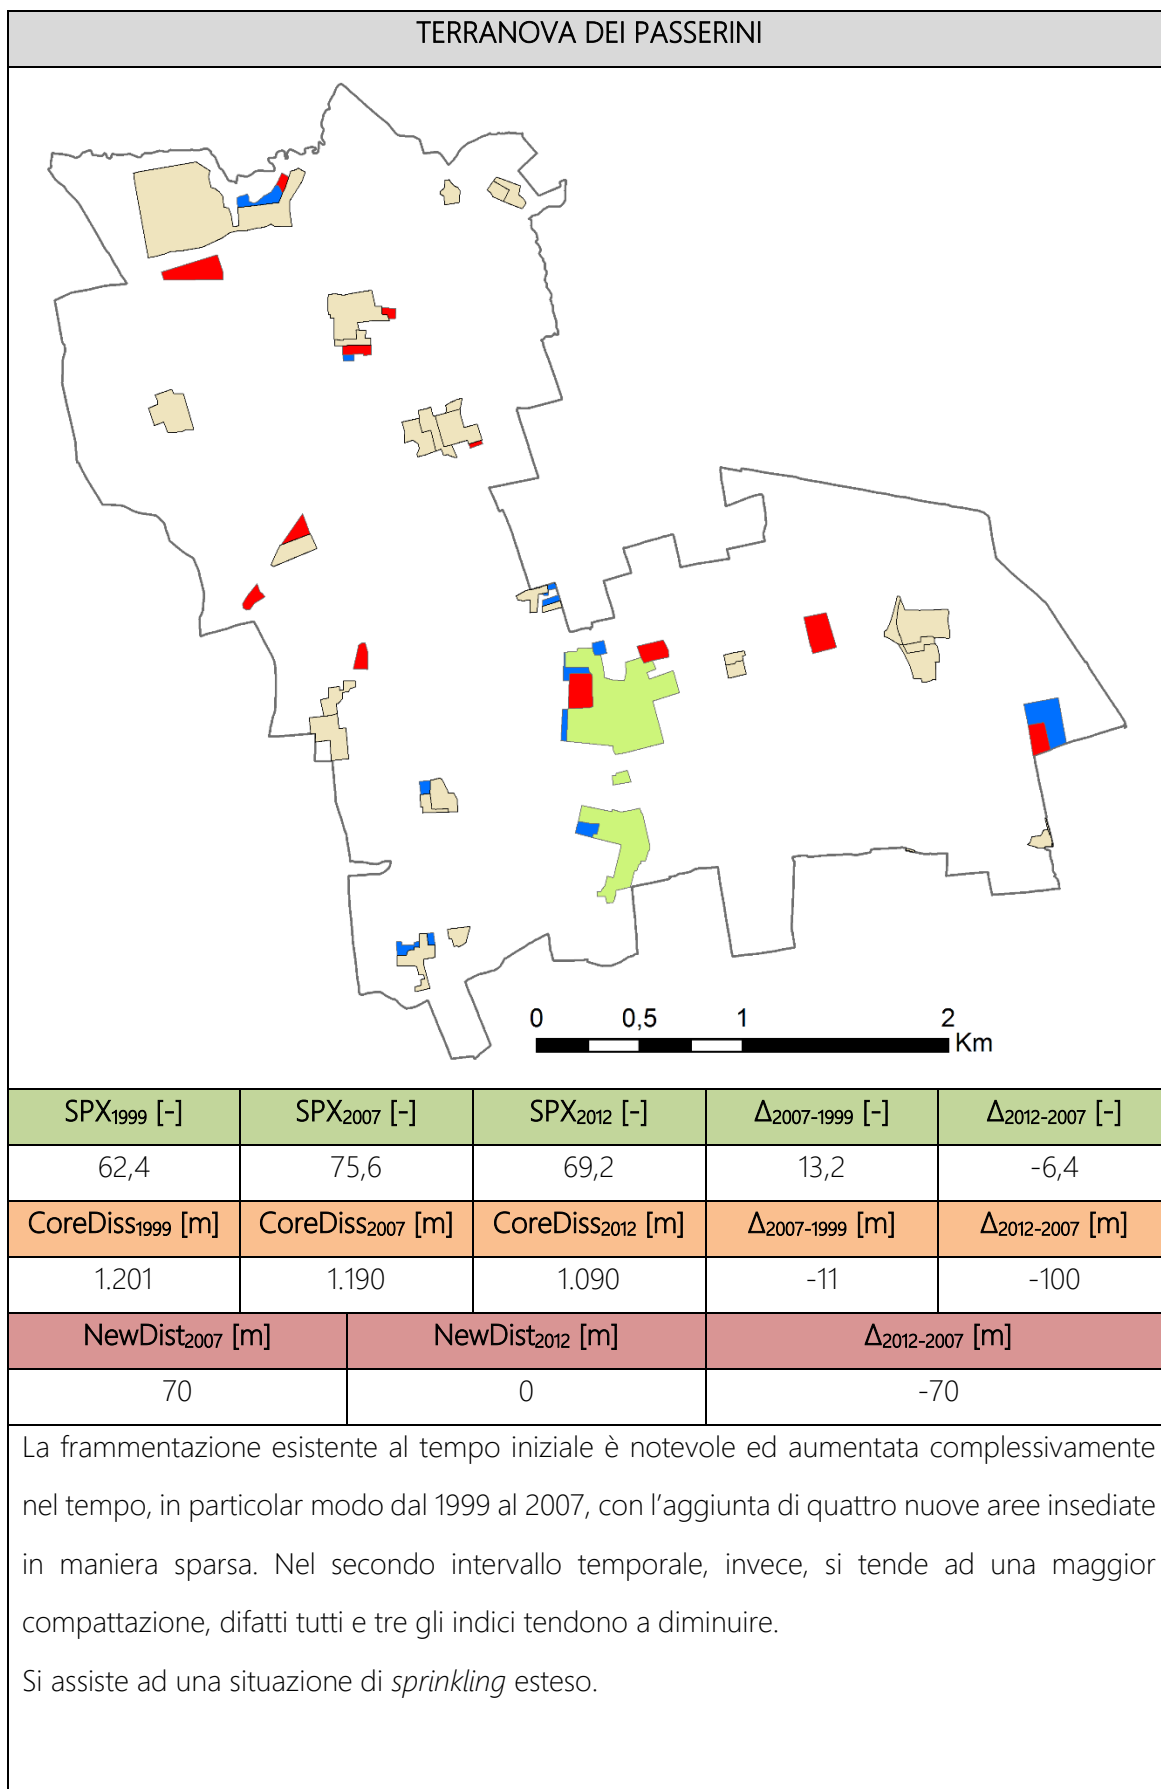 TERRANOVA DEI PASSERINI
0 0,5 1 2
Km
SPX1999 [-] SPX2007 [-] SPX2012 [-] Δ2007-1999 [-] Δ2012-2007 [-]
62,4 75,6 69,2 13,2 -6,4
CoreDiss1999 [m] CoreDiss2007 [m] CoreDiss2012 [m] Δ2007-1999 [m] Δ2012-2007 [m]
1.201 1.190 1.090 -11 -100
NewDist2007 [m] NewDist2012 [m] Δ2012-2007 [m]
70 0 -70
La frammentazione esistente al tempo iniziale è notevole ed aumentata complessivamente
nel tempo, in particolar modo dal 1999 al 2007, con l’aggiunta di quattro nuove aree insediate
in maniera sparsa. Nel secondo intervallo temporale, invece, si tende ad una maggior
compattazione, difatti tutti e tre gli indici tendono a diminuire.
Si assiste ad una situazione di sprinkling esteso.